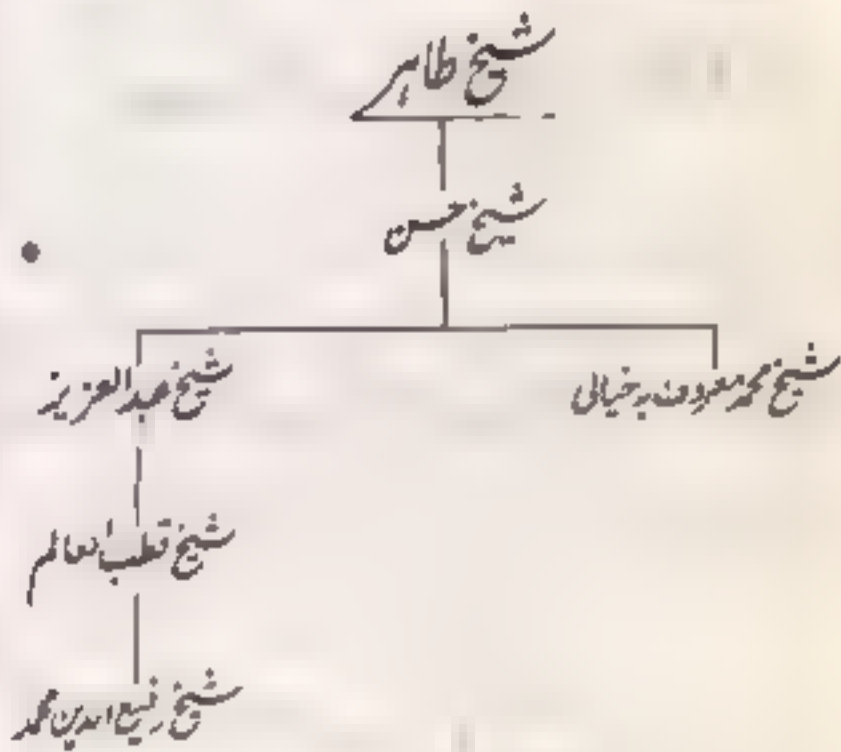 شیخ طاہر
شیخ حسن
شیخ محمد معروف بہ خیالی
شیخ عبدالعزیز
شیخ قطب العالم
شیخ رفیع الدین محمد